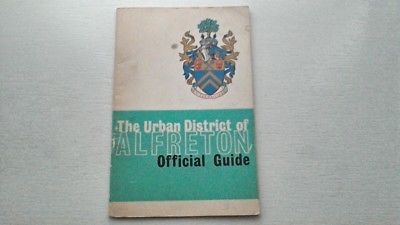 The Urban District of
ALFRETON
Official Guide